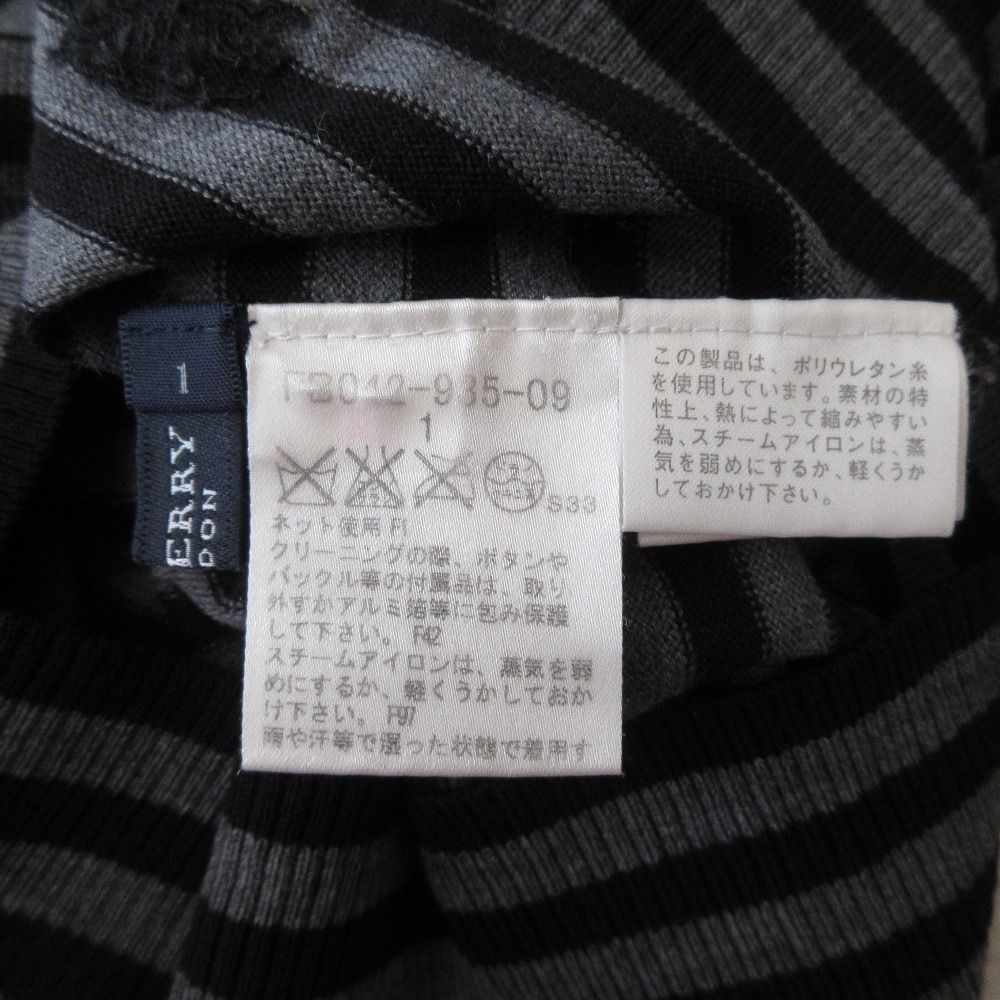 1
ERRY
DON
FB042-985-09
1
S33
ネット使用 F1
クリーニングの際、ボタンや
バックル等の付属品は、取り
外すかアルミ箔等に包み保護
して下さい。 F42
スチームアイロンは、蒸気を弱
めにするか、軽くうかしておか
け下さい。 F97
雨や汗等で湿った状態で着用す
この製品は、ポリウレタン糸
を使用しています。素材の特
性上、熱によって縮みやすい
為、スチームアイロンは、蒸
気を弱めにするか、軽くうか
しておかけ下さい。